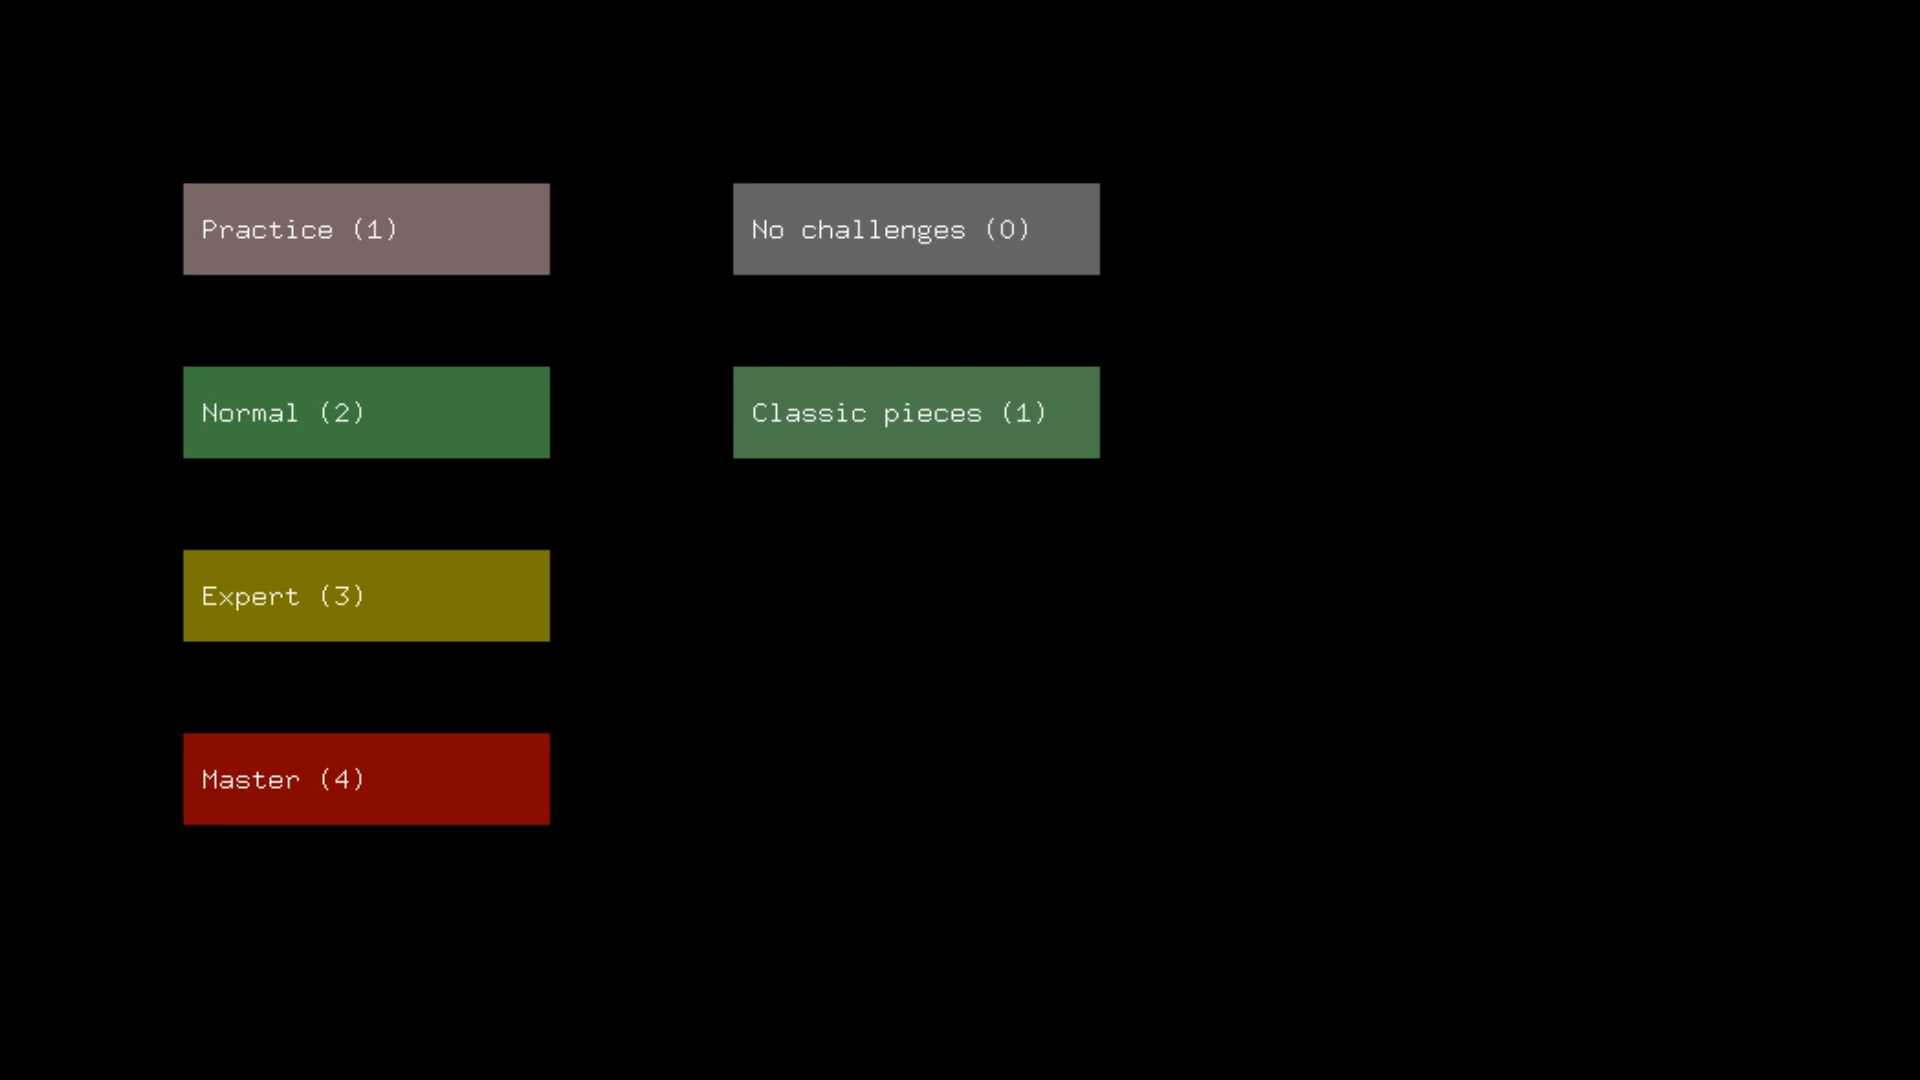 Practice (1)
No challenges (0)
Normal (2)
Classic pieces (1)
Expert (3)
Master (4)